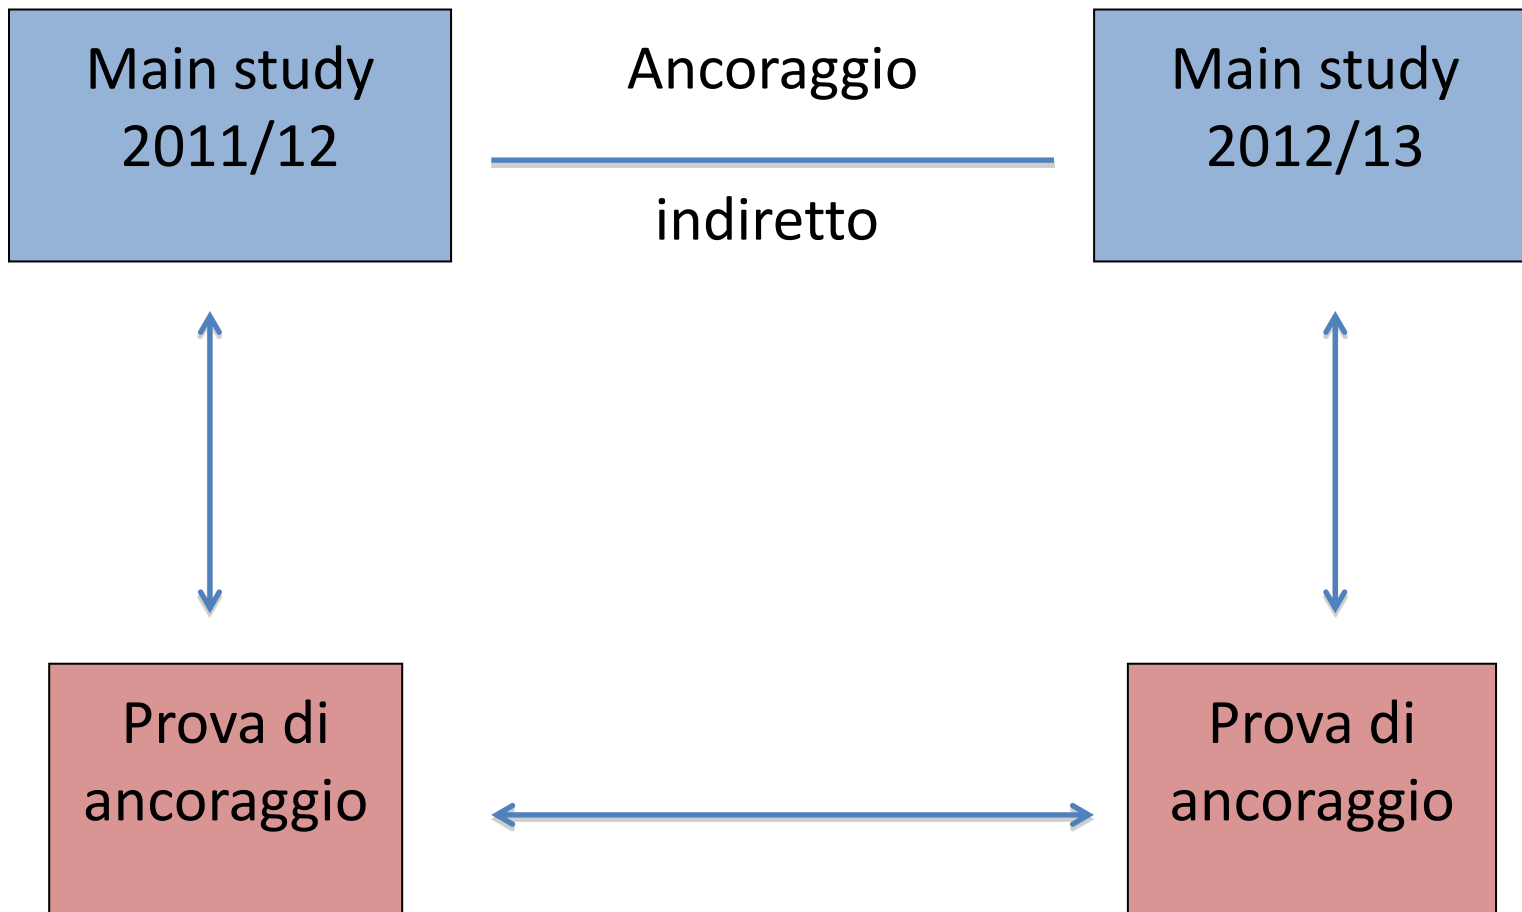 Main study
2011/12
Ancoraggio
indiretto
Main study
2012/13
Prova di
ancoraggio
Prova di
ancoraggio